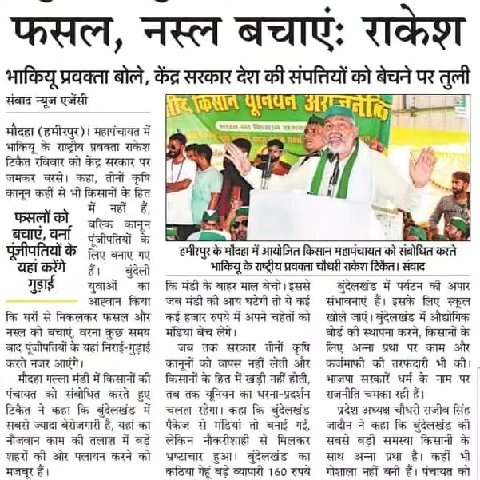 फसल, नस्ल बचाएं: राकेश
भाकियू प्रवक्ता बोले, केंद्र सरकार देश की संपत्तियों को बेचने पर तुली
संवाद न्यूज एजेंसी
मौदहा (हमीरपुर)। महापंचायत में
भाकियू के राष्ट्रीय प्रवक्ता राकेश
टिकैत रविवार को केंद्र सरकार पर
जमकर बरसे। कहा, तीनों कृषि
कानून कहीं से भी किसानों के हित
में नहीं हैं,
बल्कि कानून
पूंजीपतियों के
लिए बनाए गए
हैं। बुंदेली
युवाओं का
आह्वान किया
फसलों को
बचाएं, वर्ना
पूंजीपतियों के
यहां करेंगे
गुड़ाई
कि घरों से निकलकर फसल और
नस्ल को बचाएं, वरना कुछ समय
बाद पूंजीपतियों के यहां निराई-गुड़ाई
करते नजर आएंगे।
मौदहा गल्ला मंडी में किसानों की
पंचायत को संबोधित करते हुए
टिकैत ने कहा कि बुंदेलखंड में
सबसे ज्यादा बेरोजगारी है, यहां का
नौजवान काम की तलाश में बड़े
शहरों की ओर पलायन करने को
मजबूर हैं।
किसान यूनियन अराजनैति
हमीरपुर के मौदहा में आयोजित किसान महापंचायत को संबोधित करते
भाकियू के राष्ट्रीय प्रवक्ता चौधरी राकेश टिकैत। संवाद
कि मंडी के बाहर माल बेचो। इससे
जब मंडी की आय घटेगी तो ये कई
कई हजार रुपये में अपने चहेतों को
मंडिया बेच लेंगे।
जब तक सरकार तीनों कृषि
कानूनों को वापस नहीं लेती और
किसानों के हित में खड़ी नहीं होती,
तब तक यूनियन का धरना-प्रदर्शन
चलता रहेगा। कहा कि बुंदेलखंड
पैकेज से मंडियां तो बनाई गईं,
लेकिन नौकरीशाही से मिलकर
भ्रष्टाचार हुआ। बुंदेलखंड का
कठिया गेहूं बड़े व्यापारी 160 रुपये
बुंदेलखंड में पर्यटन की अपार
संभावनाएं हैं। इसके लिए स्कूल
खोले जाएं। बुंदेलखंड में औद्योगिक
बोर्ड की स्थापना करने, किसानों के
लिए अन्ना प्रथा पर काम और
कर्जमाफी की तरफदारी भी की।
भाजपा सरकारें धर्म के नाम पर
राजनीति चमका रही हैं।
प्रदेश अध्यक्ष चौधरी राजीव सिंह
जादौन ने कहा कि बुंदेलखंड की
सबसे बड़ी समस्या किसानों के
साथ अन्ना प्रथा है। कहीं भी
गोशाला नहीं बनी हैं। पंचायत को